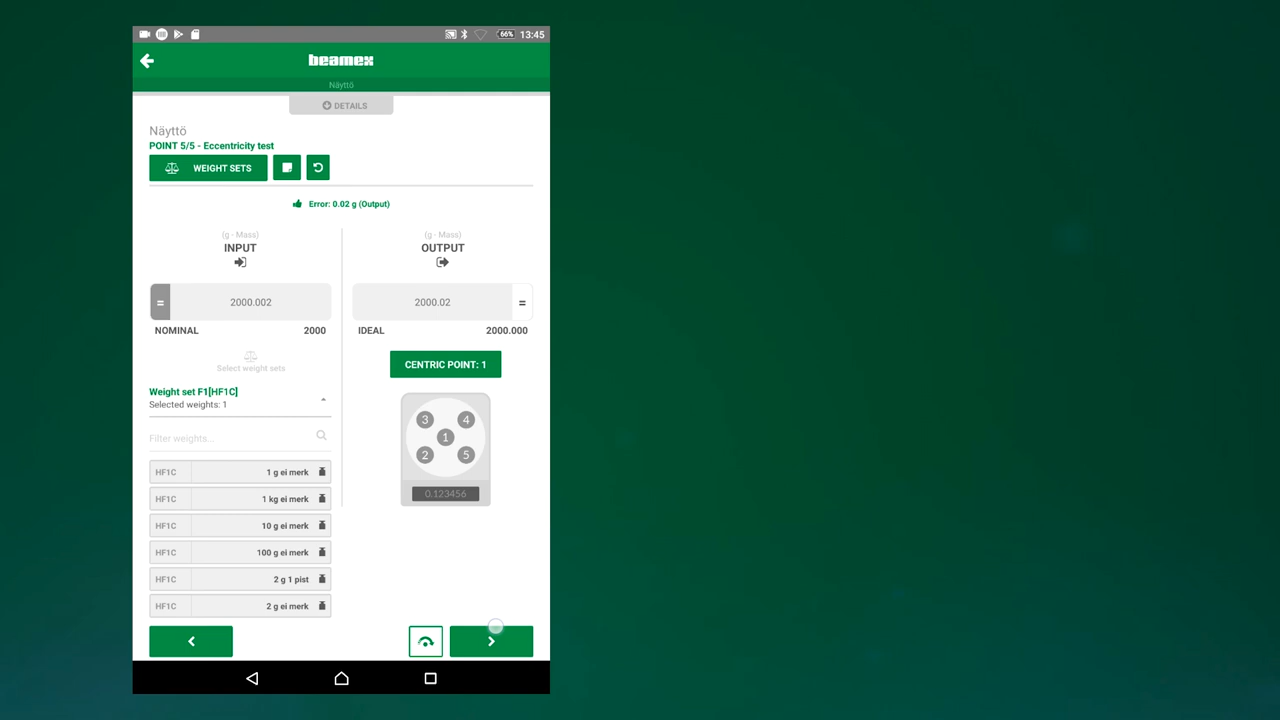 66% 13:45
beamex
Näyttö
DETAILS
Näyttö
POINT 5/5 - Eccentricity test
WEIGHT SETS
Error: 0.02 g (Output)
(g - Mass)
INPUT
(g - Mass)
OUTPUT
= 2000.002
2000.02 =
NOMINAL 2000
IDEAL 2000.000
Select weight sets
CENTRIC POINT: 1
Weight set F1[HF1C]
Selected weights: 1
3 4
1
2 5
0.123456
Filter weights...
HF1C 1 g ei merk
HF1C 1 kg ei merk
HF1C 10 g ei merk
HF1C 100 g ei merk
HF1C 2 g 1 pist
HF1C 2 g ei merk